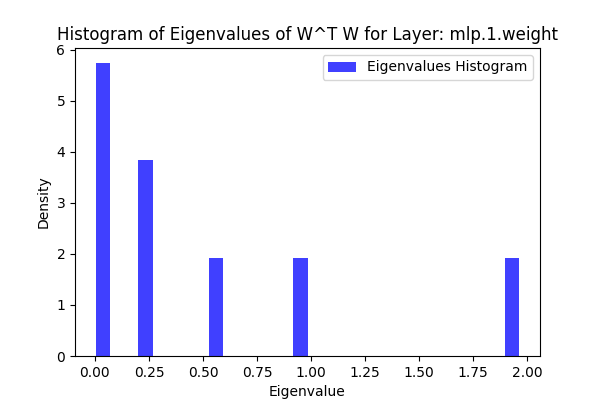 Histogram of Eigenvalues of W^T W for Layer: mlp.1.weight
Eigenvalues Histogram
6
5
4
3
2
1
0
Density
0.00 0.25 0.50 0.75 1.00 1.25 1.50 1.75 2.00
Eigenvalue